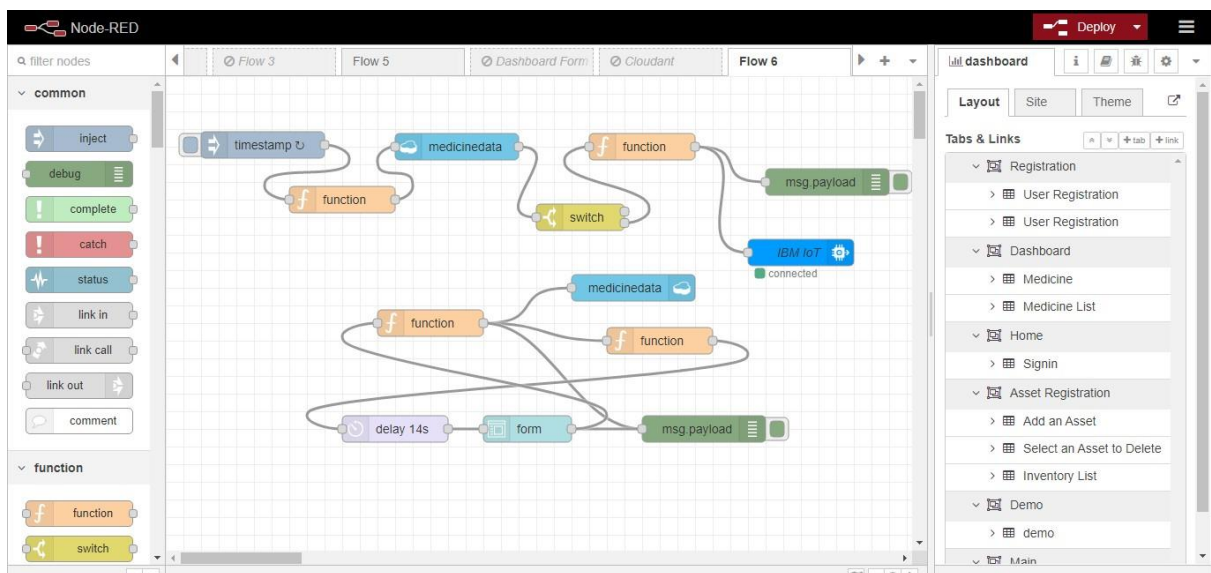 Node-RED
Deploy
filter nodes
Flow 3
Flow 5
Dashboard Form
Cloudant
Flow 6
dashboard
i
common
inject
debug
complete
catch
status
link in
link call
link out
comment
function
function
switch
timestamp ↻
medicinedata
function
function
msg.payload
switch
IBM IoT
connected
medicinedata
function
function
delay 14s
form
msg.payload
Layout
Site
Theme
Tabs & Links
+ tab
+ link
Registration
User Registration
User Registration
Dashboard
Medicine
Medicine List
Home
Signin
Asset Registration
Add an Asset
Select an Asset to Delete
Inventory List
Demo
demo
Main